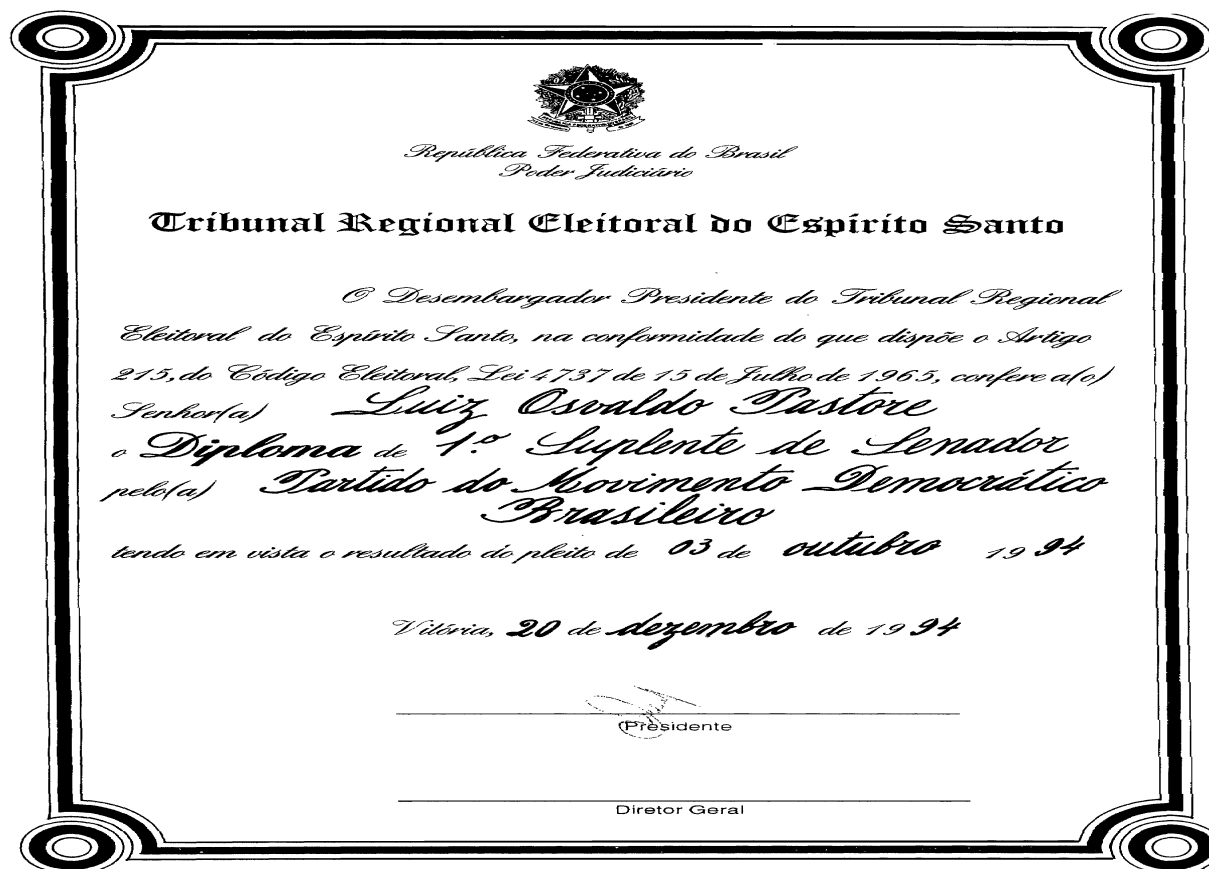 República Federativa do Brasil
Poder Judiciário
Tribunal Regional Eleitoral do Espírito Santo
O Desembargador Presidente do Tribunal Regional
Eleitoral do Espírito Santo, na conformidade do que dispõe o Artigo
215, do Código Eleitoral, Lei 4737 de 15 de Julho de 1965, confere a(o)
Senhor(a) Luiz Osvaldo Pastore
o Diploma de 1.º Suplente de Senador
pelo(a) Partido do Movimento Democrático
Brasileiro
tendo em vista o resultado do pleito de 03 de outubro 1994
Vitória, 20 de dezembro de 1994
Presidente
Diretor Geral